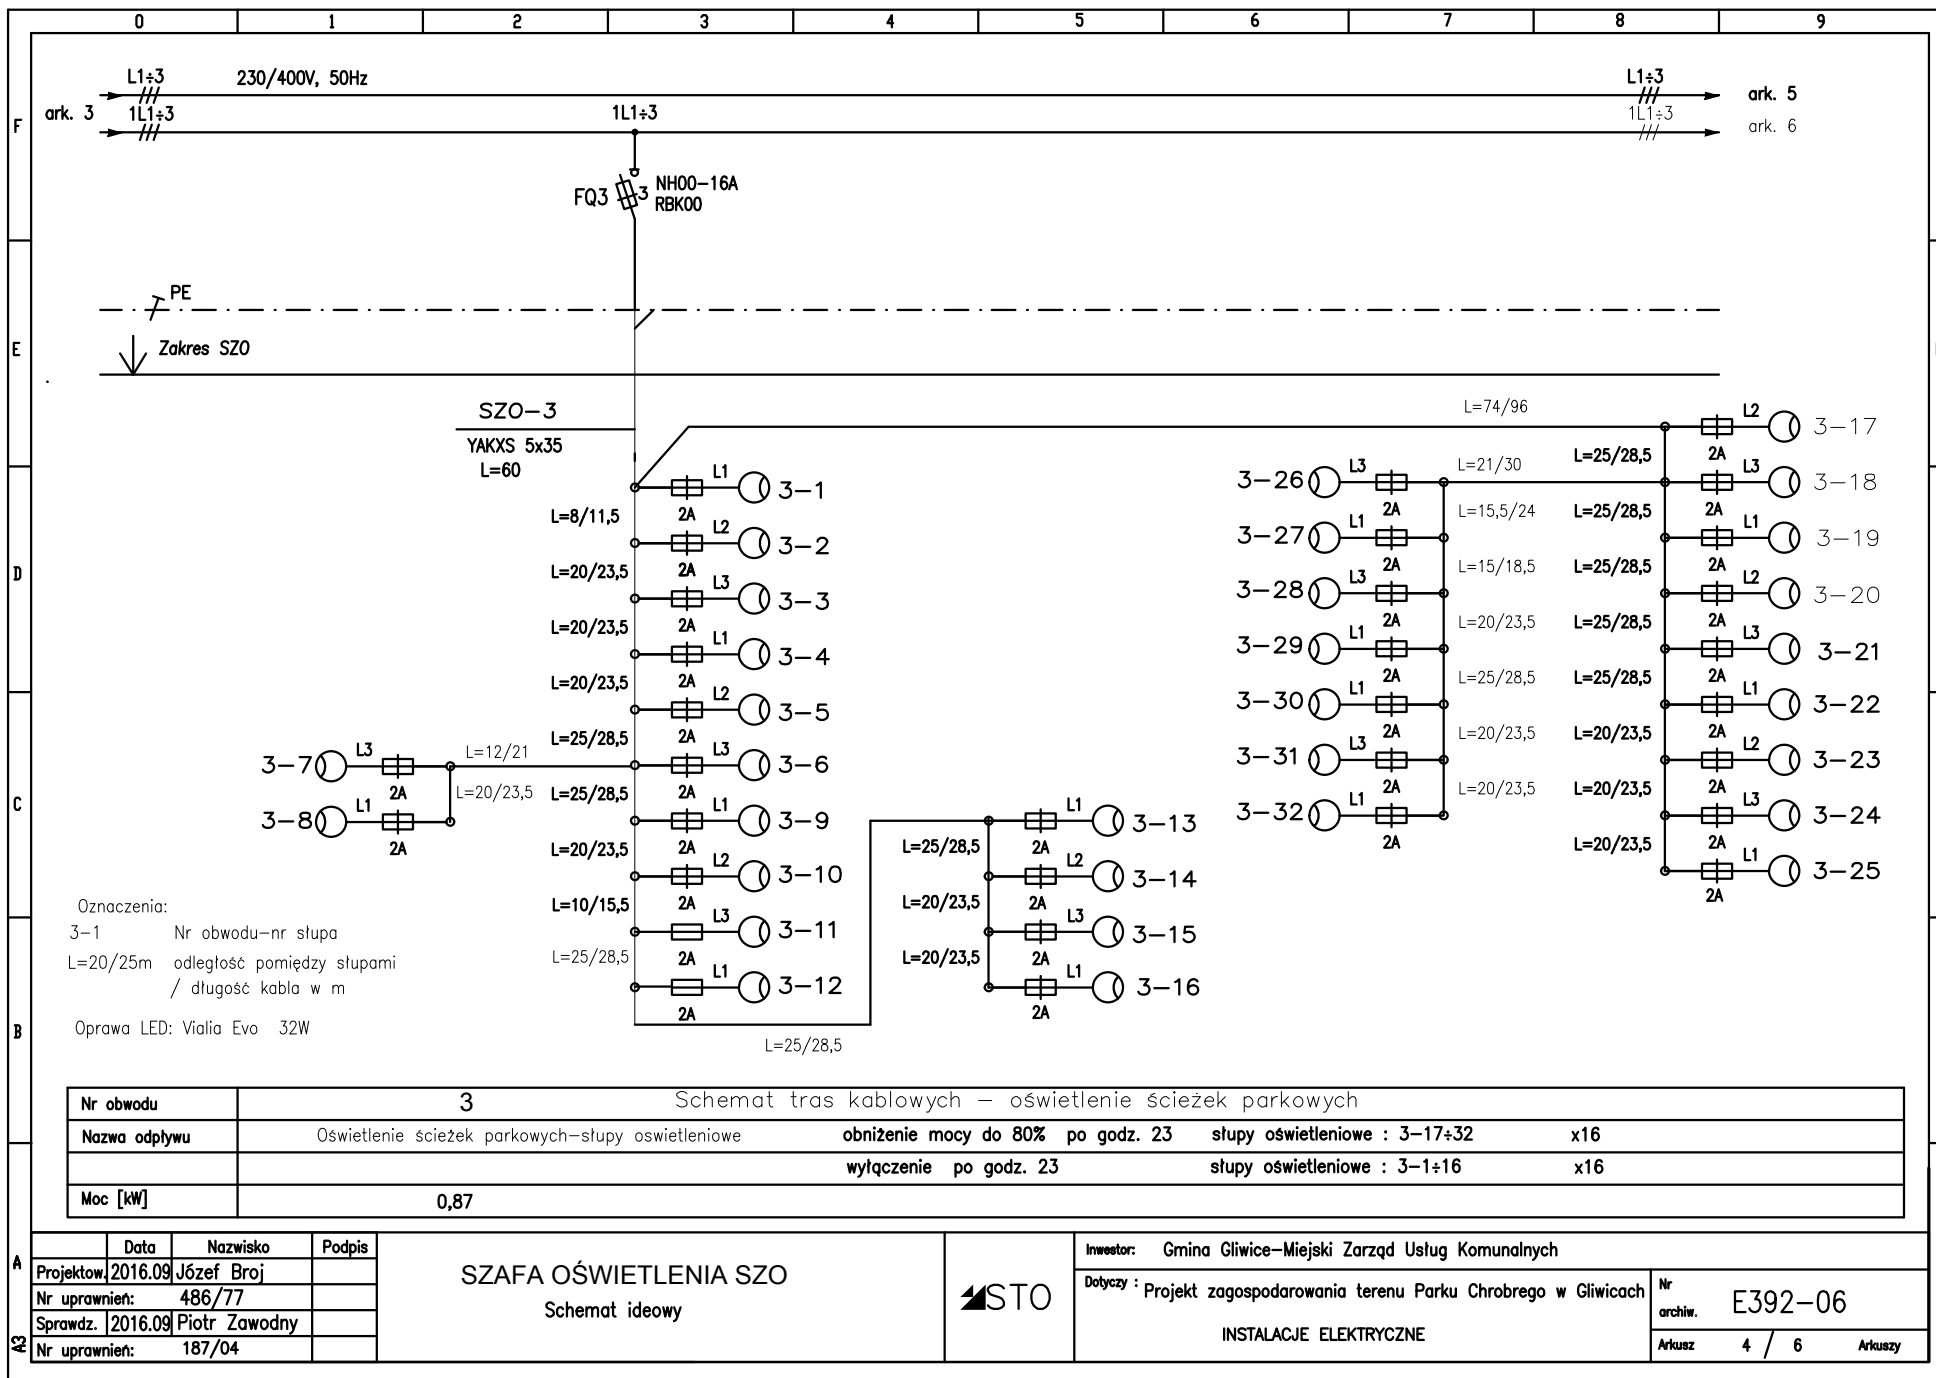 0 1 2 3 4 5 6 7 8 9
F
E
D
C
B
A
A3
L1÷3 230/400V, 50Hz L1÷3
ark. 3 ark. 5
1L1÷3 1L1÷3 1L1÷3
ark. 6
FQ3 3 NH00-16A
RBK00
PE
Zakres SZO
SZO-3
YAKXS 5x35
L=60
L1 3-1
2A
L=8/11,5
L2 3-2
2A
L=20/23,5
L3 3-3
2A
L=20/23,5
L1 3-4
2A
L=20/23,5
L2 3-5
2A
L=25/28,5
L3 3-6
2A
L=25/28,5
L1 3-9
2A
L=20/23,5
L2 3-10
2A
L=10/15,5
L3 3-11
2A
L=25/28,5
L1 3-12
2A
L=25/28,5
3-7 L3 L=12/21
2A
L=20/23,5
3-8 L1
2A
L1 3-13
L=25/28,5 2A
L2 3-14
L=20/23,5 2A
L3 3-15
L=20/23,5 2A
L1 3-16
2A
L=74/96
3-26 L3 L=21/30
2A L=15,5/24
3-27 L1
2A L=15/18,5
3-28 L3
2A L=20/23,5
3-29 L1
2A L=25/28,5
3-30 L1
2A L=20/23,5
3-31 L3
2A L=20/23,5
3-32 L1
2A
L2 3-17
L=25/28,5 2A
L3 3-18
L=25/28,5 2A
L1 3-19
L=25/28,5 2A
L2 3-20
L=25/28,5 2A
L3 3-21
L=25/28,5 2A
L1 3-22
L=20/23,5 2A
L2 3-23
L=20/23,5 2A
L3 3-24
L=20/23,5 2A
L1 3-25
2A
Oznaczenia:
3-1 Nr obwodu-nr słupa
L=20/25m odległość pomiędzy słupami
/ długość kabla w m
Oprawa LED: Vialia Evo 32W
Nr obwodu 3 Schemat tras kablowych – oświetlenie ścieżek parkowych
Nazwa odpływu Oświetlenie ścieżek parkowych-słupy oswietleniowe obniżenie mocy do 80% po godz. 23 słupy oświetleniowe : 3-17÷32 x16
wyłączenie po godz. 23 słupy oświetleniowe : 3-1÷16 x16
Moc [kW] 0,87
Data Nazwisko Podpis
Projektow. 2016.09 Józef Broj
Nr uprawnień: 486/77
Sprawdz. 2016.09 Piotr Zawodny
Nr uprawnień: 187/04
SZAFA OŚWIETLENIA SZO
Schemat ideowy
STO
Inwestor: Gmina Gliwice-Miejski Zarząd Usług Komunalnych
Dotyczy : Projekt zagospodarowania terenu Parku Chrobrego w Gliwicach
INSTALACJE ELEKTRYCZNE
Nr
archiw. E392-06
Arkusz 4 / 6 Arkuszy